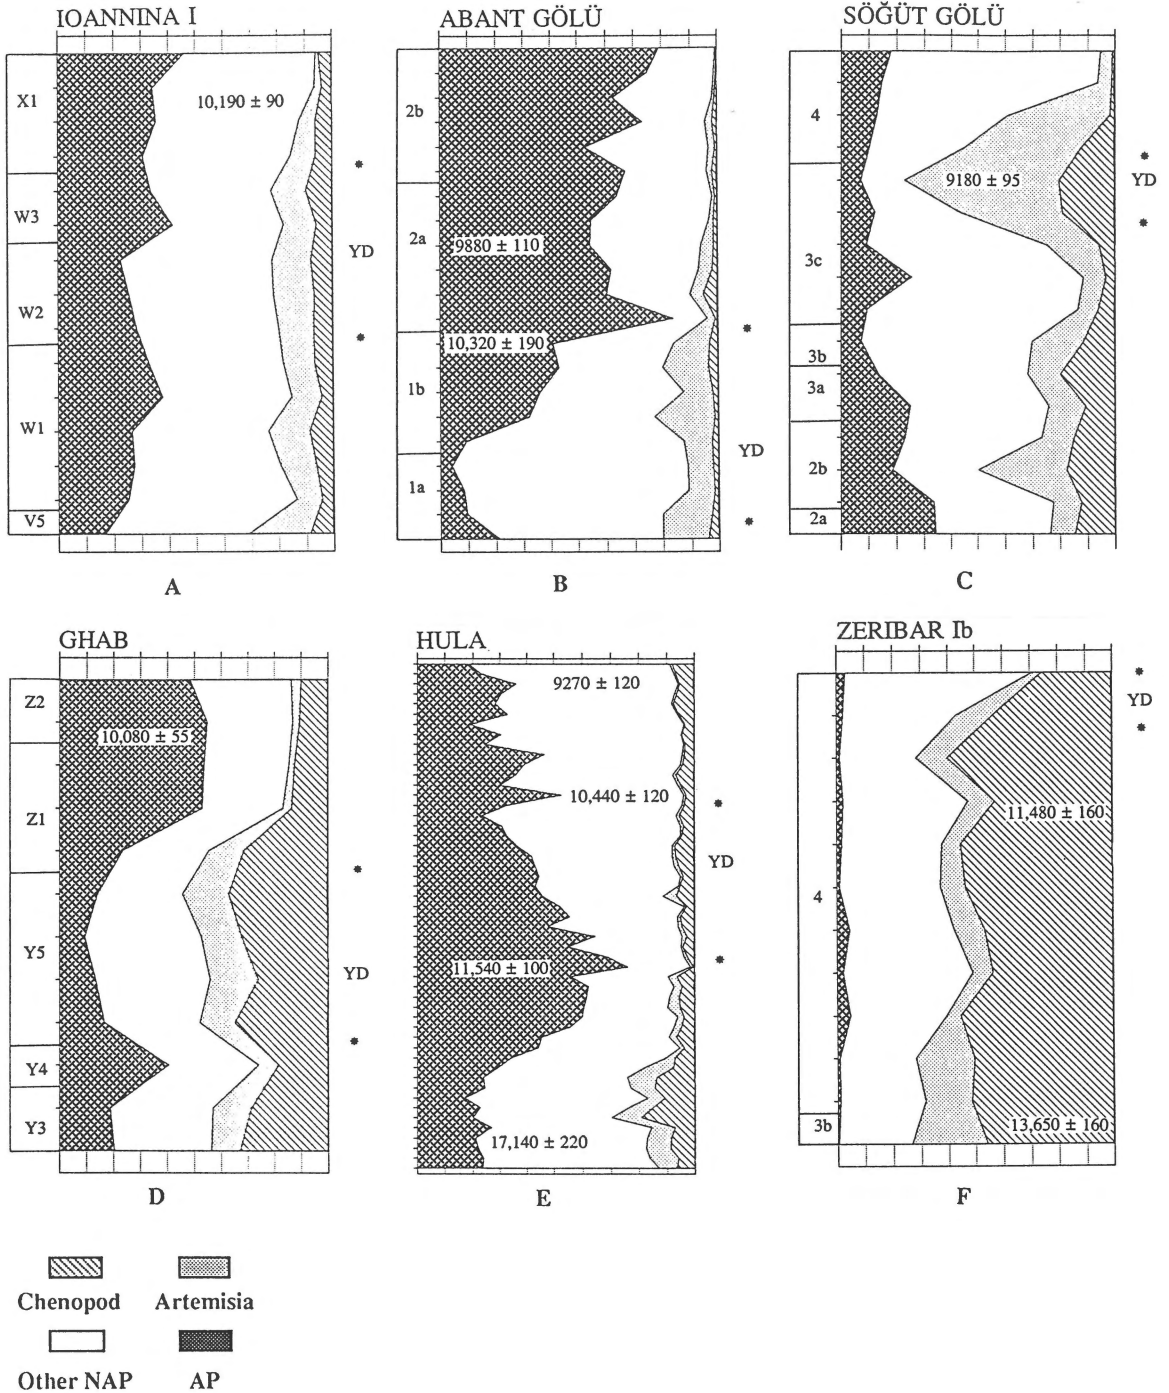 IOANNINA I
X1
10,190 ± 90
*
W3
YD
W2
*
W1
V5
A
ABANT GÖLÜ
2b
2a
9880 ± 110
*
10,320 ± 190
1b
YD
1a
*
B
SÖĞÜT GÖLÜ
4
*
9180 ± 95
YD
*
3c
3b
3a
2b
2a
C
GHAB
Z2
10,080 ± 55
Z1
*
Y5
YD
*
Y4
Y3
D
HULA
9270 ± 120
10,440 ± 120
*
YD
11,540 ± 100
*
17,140 ± 220
E
ZERIBAR Ib
*
YD
*
11,480 ± 160
4
3b
13,650 ± 160
F
Chenopod
Artemisia
Other NAP
AP